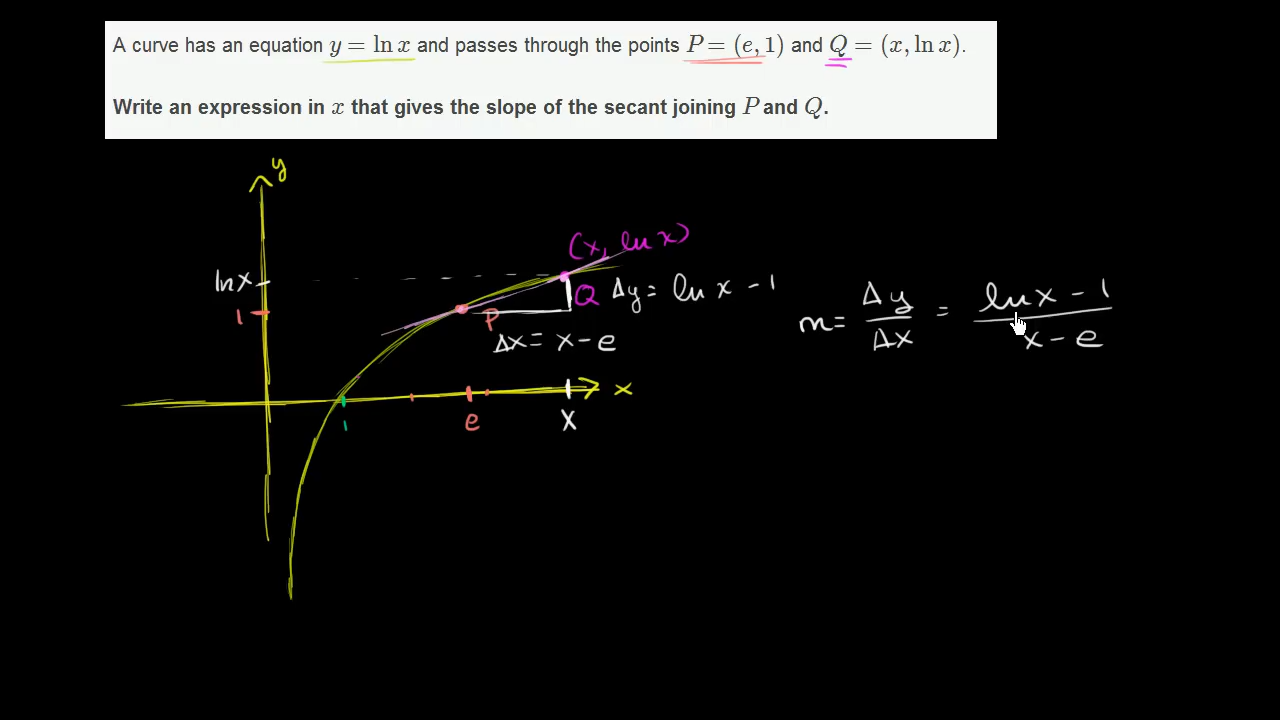 A curve has an equation y = ln x and passes through the points P = (e, 1) and Q = (x, ln x).
Write an expression in x that gives the slope of the secant joining P and Q.
y
(x, ln x)
ln x
Q Δy = ln x - 1
1
P
Δx = x - e
m = Δy/Δx = ln x - 1 / x - e
x
1
e
x